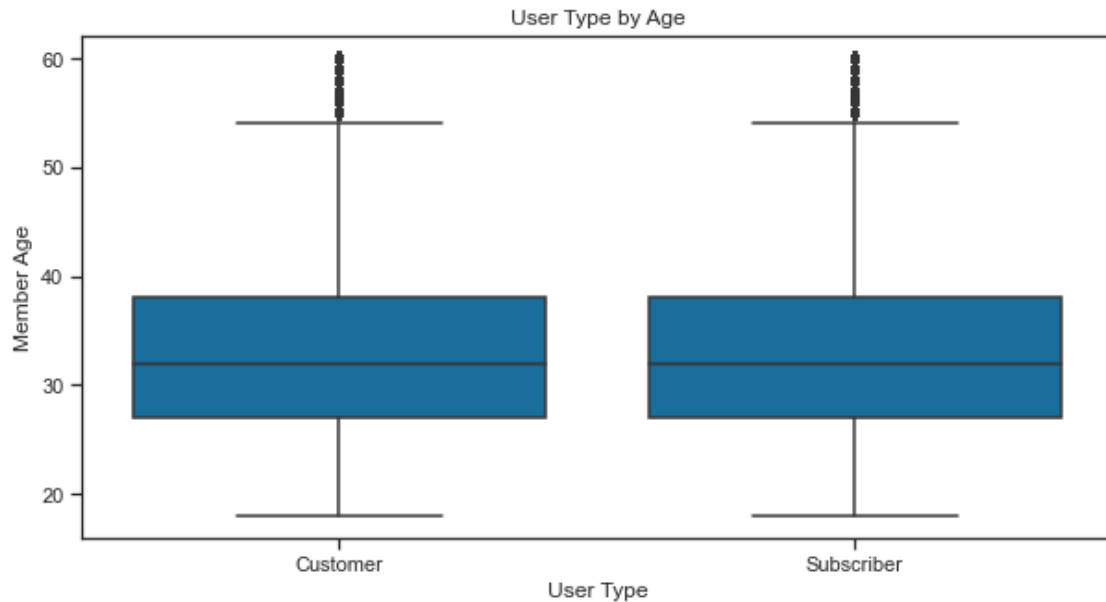 User Type by Age
60
50
40
30
20
Member Age
Customer
Subscriber
User Type